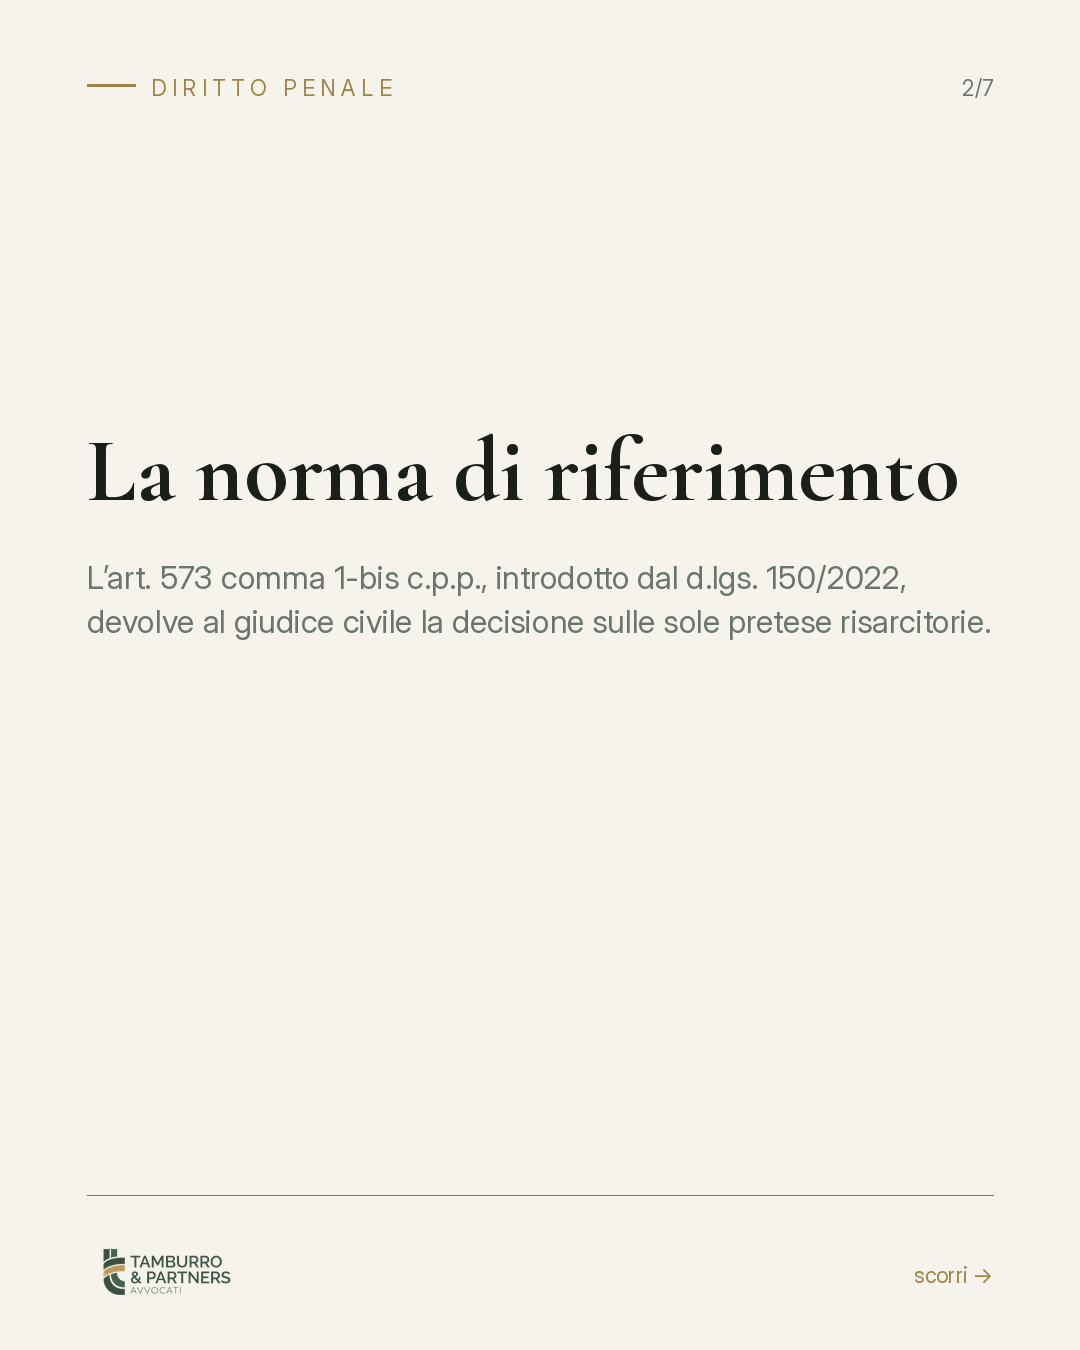 DIRITTO PENALE
2/7
La norma di riferimento
L’art. 573 comma 1-bis c.p.p., introdotto dal d.lgs. 150/2022,
devolve al giudice civile la decisione sulle sole pretese risarcitorie.
TAMBURRO
& PARTNERS
AVVOCATI
scorri →